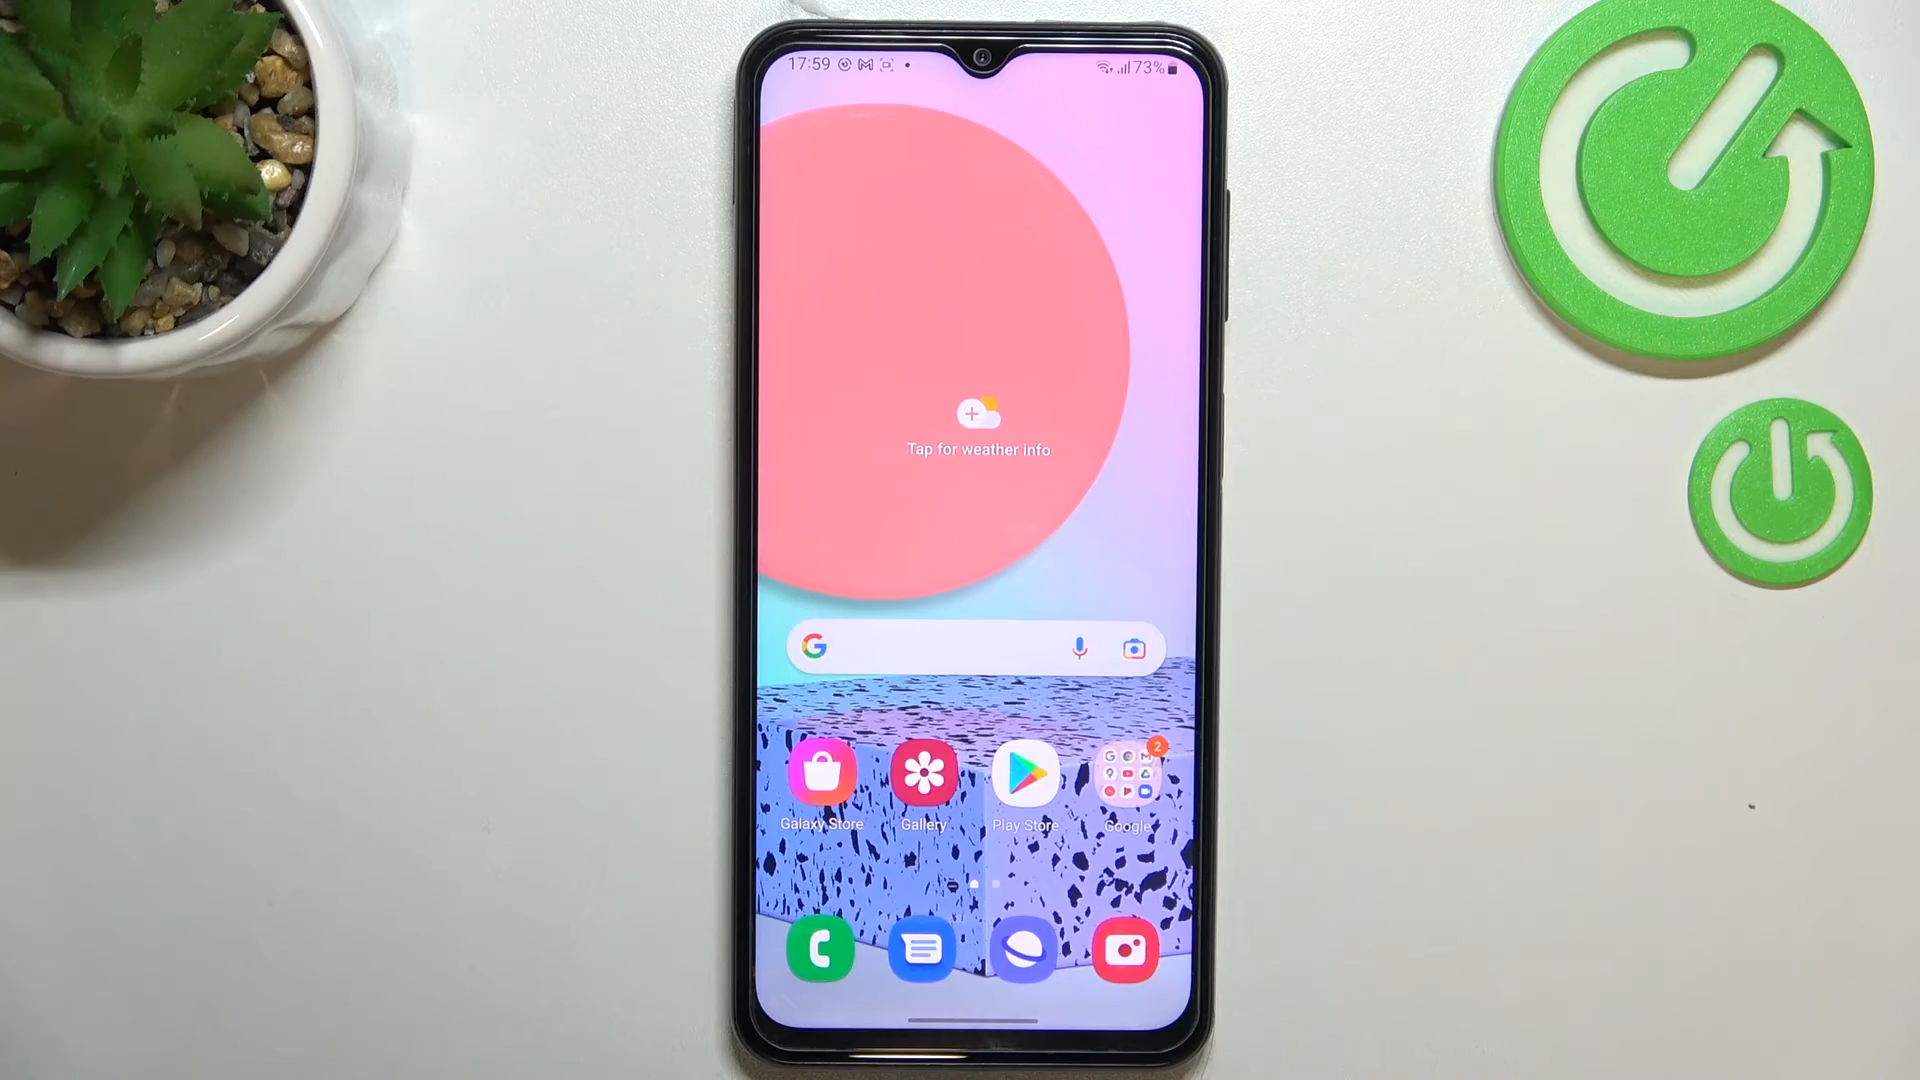 17:59
73%
Tap for weather info
2
Galaxy Store
Gallery
Play Store
Google